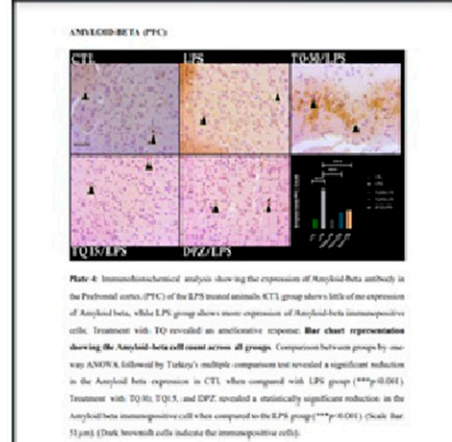 AMYLOID-BETA (PFC)
CTL LPS TQ30/LPS
TQ15/LPS DPZ/LPS
Plate 4: Immunohistochemical analysis showing the expression of Amyloid-Beta antibody in
the Prefrontal cortex (PFC) of the LPS treated animals. CTL group shows little or no expression
of Amyloid beta, while LPS group shows more expression of Amyloid-beta immunopositive
cells. Treatment with TQ revealed an ameliorative response. Bar chart representation
showing the Amyloid-beta cell count across all groups. Comparison between groups by one-
way ANOVA followed by Turkey's multiple comparison test revealed a significant reduction
in the Amyloid beta expression in CTL when compared with LPS group (***p<0.001).
Treatment with TQ30, TQ15, and DPZ revealed a statistically significant reduction in the
Amyloid beta immunopositive cell when compared to the LPS group (***p<0.001). (Scale Bar:
51µm). (Dark brownish cells indicate the immunopositive cells).